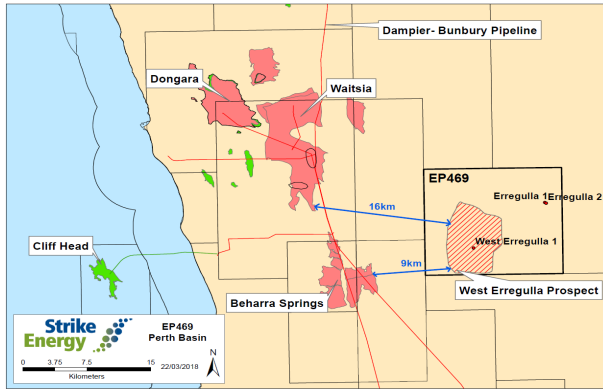 Dampier- Bunbury Pipeline
Dongara
Waitsia
EP469
16km
Erregulla 1
Erregulla 2
West Erregulla 1
Cliff Head
9km
Beharra Springs
West Erregulla Prospect
Strike
Energy
EP469
Perth Basin
22/03/2018
N
0 3.75 7.5 15
Kilometers